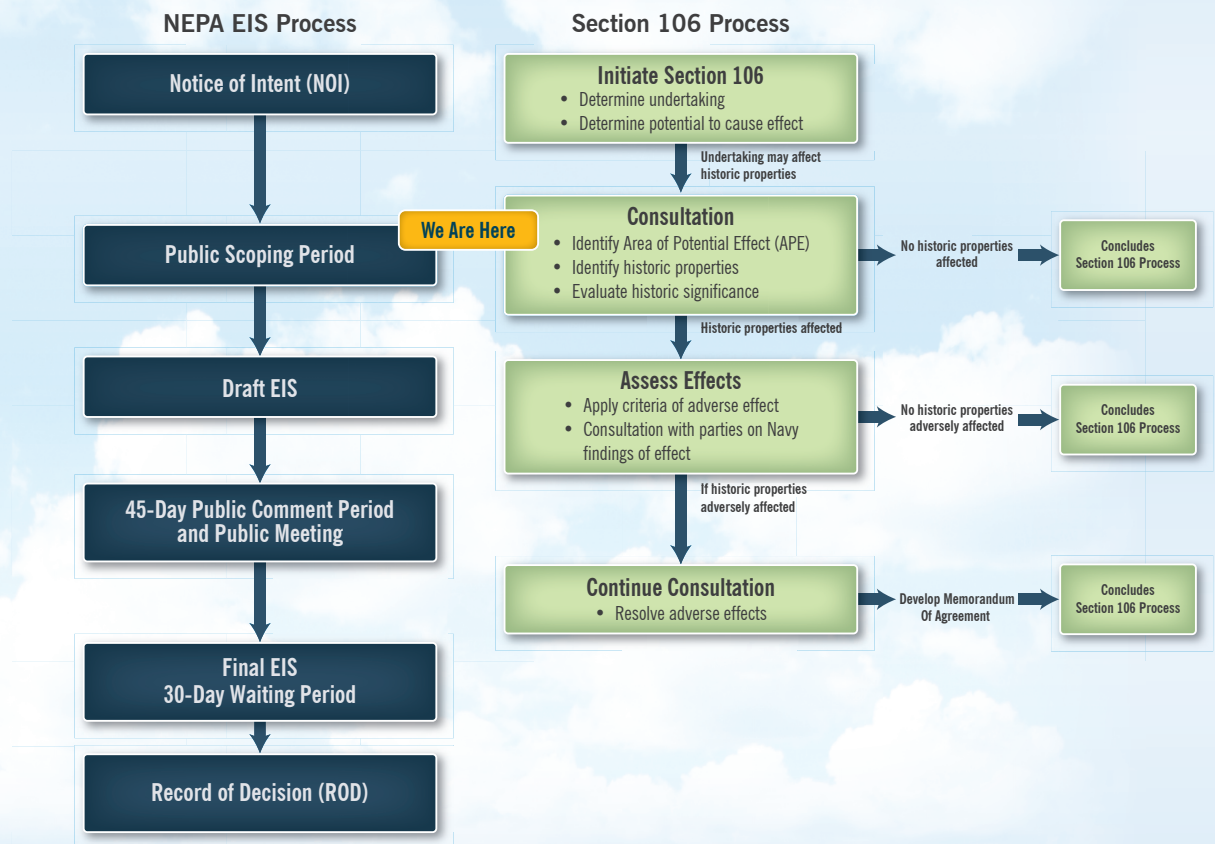 NEPA EIS Process
Notice of Intent (NOI)
Public Scoping Period
Draft EIS
45-Day Public Comment Period
and Public Meeting
Final EIS
30-Day Waiting Period
Record of Decision (ROD)
We Are Here
Section 106 Process
Initiate Section 106
• Determine undertaking
• Determine potential to cause effect
Undertaking may affect
historic properties
Consultation
• Identify Area of Potential Effect (APE)
• Identify historic properties
• Evaluate historic significance
No historic properties
affected
Concludes
Section 106 Process
Historic properties affected
Assess Effects
• Apply criteria of adverse effect
• Consultation with parties on Navy
findings of effect
No historic properties
adversely affected
Concludes
Section 106 Process
If historic properties
adversely affected
Continue Consultation
• Resolve adverse effects
Develop Memorandum
Of Agreement
Concludes
Section 106 Process